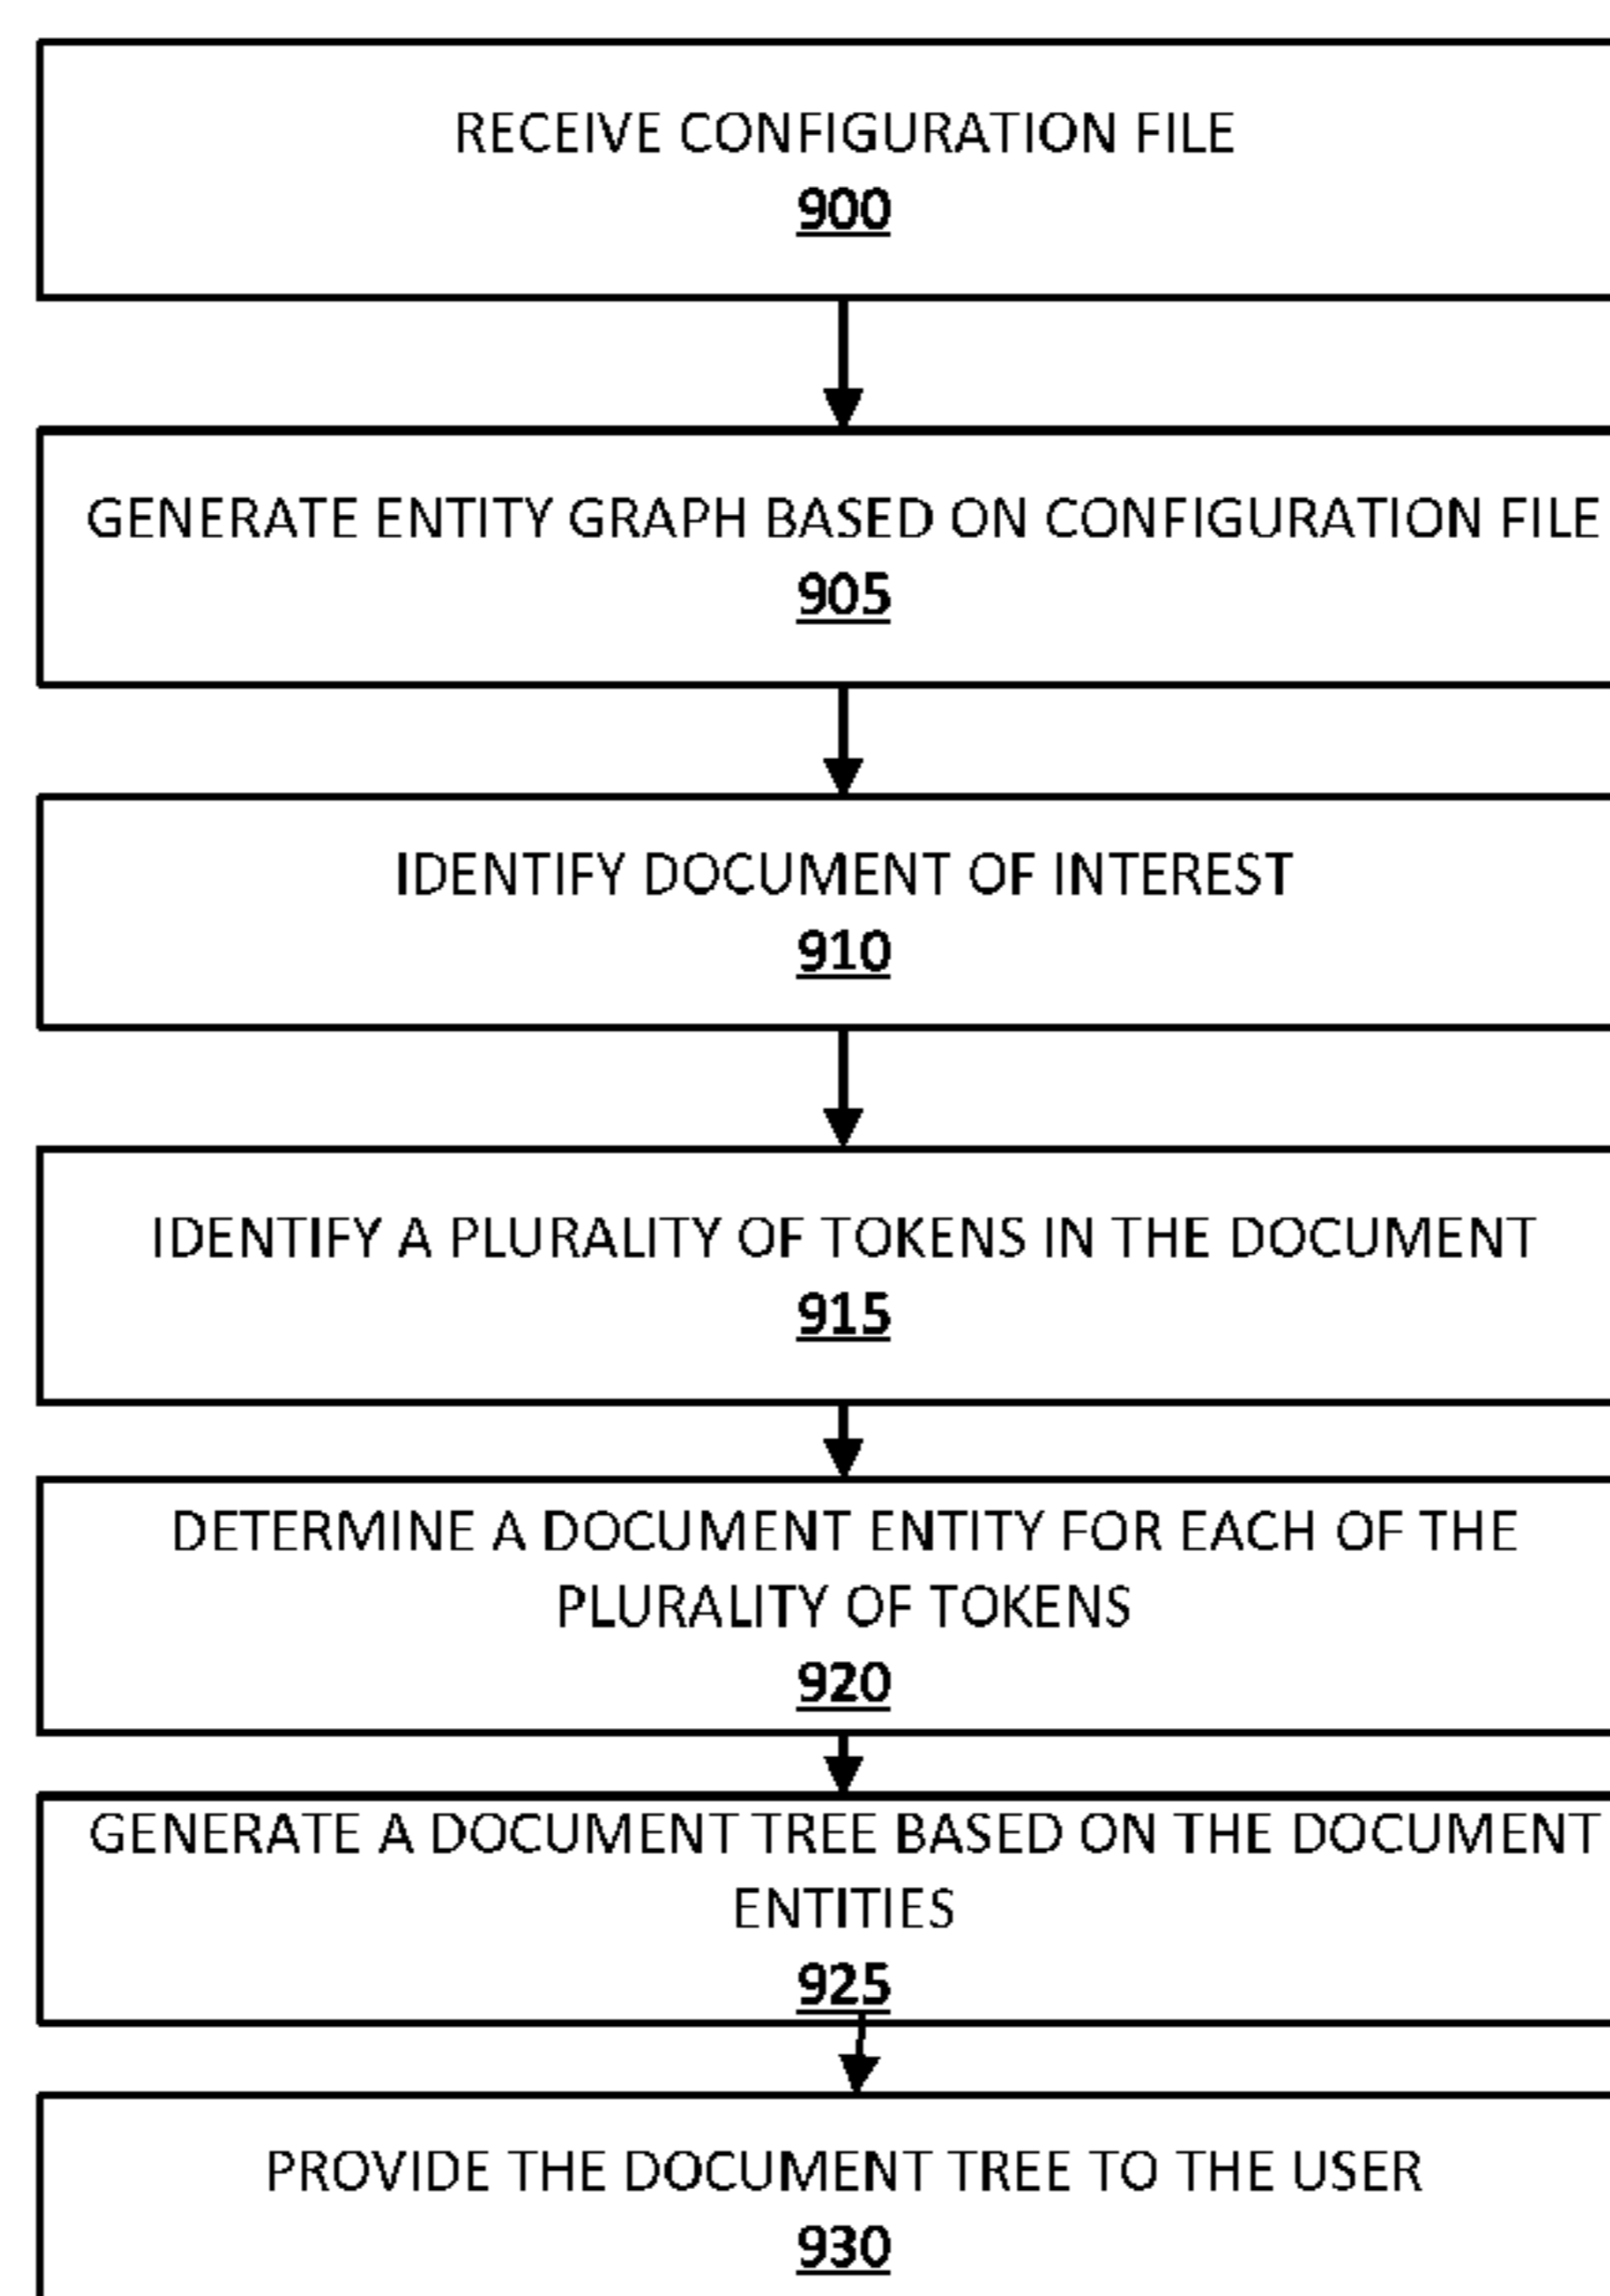 RECEIVE CONFIGURATION FILE
900
GENERATE ENTITY GRAPH BASED ON CONFIGURATION FILE
905
IDENTIFY DOCUMENT OF INTEREST
910
IDENTIFY A PLURALITY OF TOKENS IN THE DOCUMENT
915
DETERMINE A DOCUMENT ENTITY FOR EACH OF THE
PLURALITY OF TOKENS
920
GENERATE A DOCUMENT TREE BASED ON THE DOCUMENT
ENTITIES
925
PROVIDE THE DOCUMENT TREE TO THE USER
930